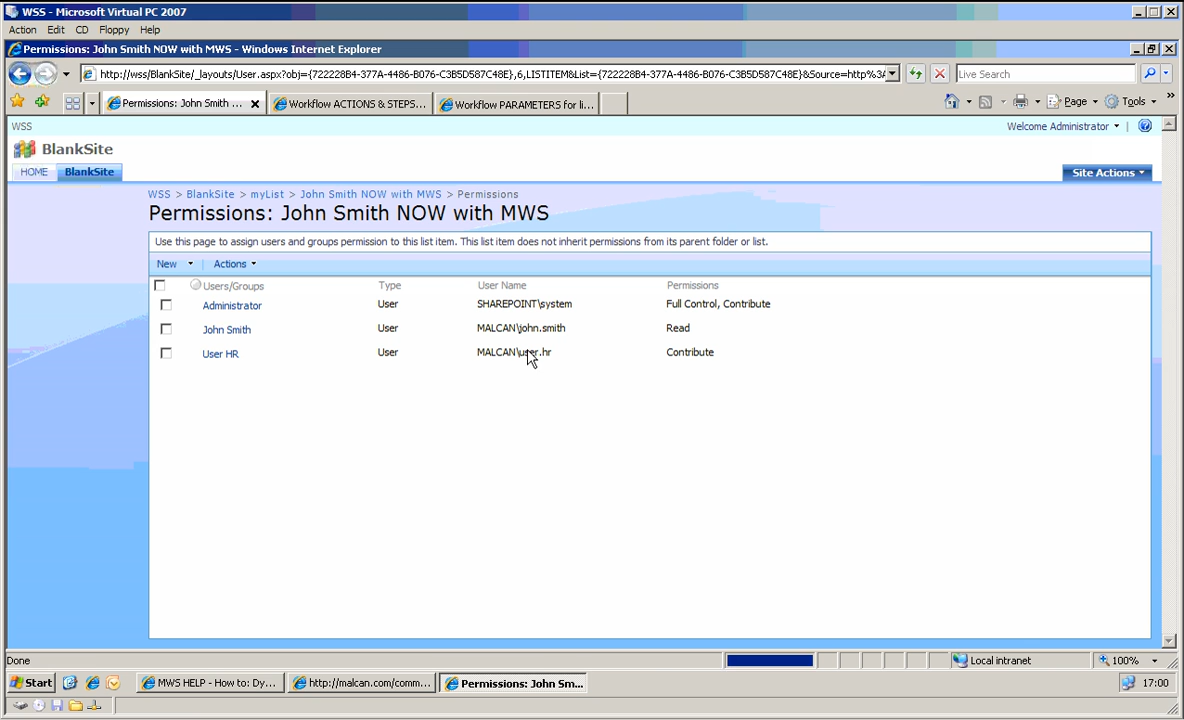 WSS - Microsoft Virtual PC 2007
Action Edit CD Floppy Help
Permissions: John Smith NOW with MWS - Windows Internet Explorer
http://wss/BlankSite/_layouts/User.aspx?obj={722228B4-377A-4486-B076-C3B5D587C48E},6,LISTITEM&List={722228B4-377A-4486-B076-C3B5D587C48E}&Source=http%3A Live Search
Permissions: John Smith ... Workflow ACTIONS & STEPS... Workflow PARAMETERS for li... Page Tools »
WSS Welcome Administrator
BlankSite
HOME BlankSite Site Actions
WSS > BlankSite > myList > John Smith NOW with MWS > Permissions
Permissions: John Smith NOW with MWS
Use this page to assign users and groups permission to this list item. This list item does not inherit permissions from its parent folder or list.
New Actions
Users/Groups Type User Name Permissions
Administrator User SHAREPOINT\system Full Control, Contribute
John Smith User MALCAN\john.smith Read
User HR User MALCAN\user.hr Contribute
Done Local intranet 100%
Start MWS HELP - How to: Dy... http://malcan.com/comm... Permissions: John Sm... 17:00